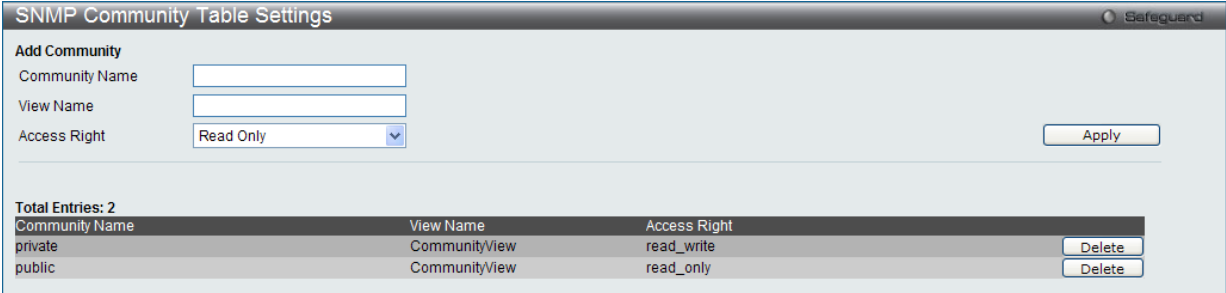 SNMP Community Table Settings Safeguard
Add Community
Community Name
View Name
Access Right Read Only Apply
Total Entries: 2
Community Name View Name Access Right
private CommunityView read_write Delete
public CommunityView read_only Delete